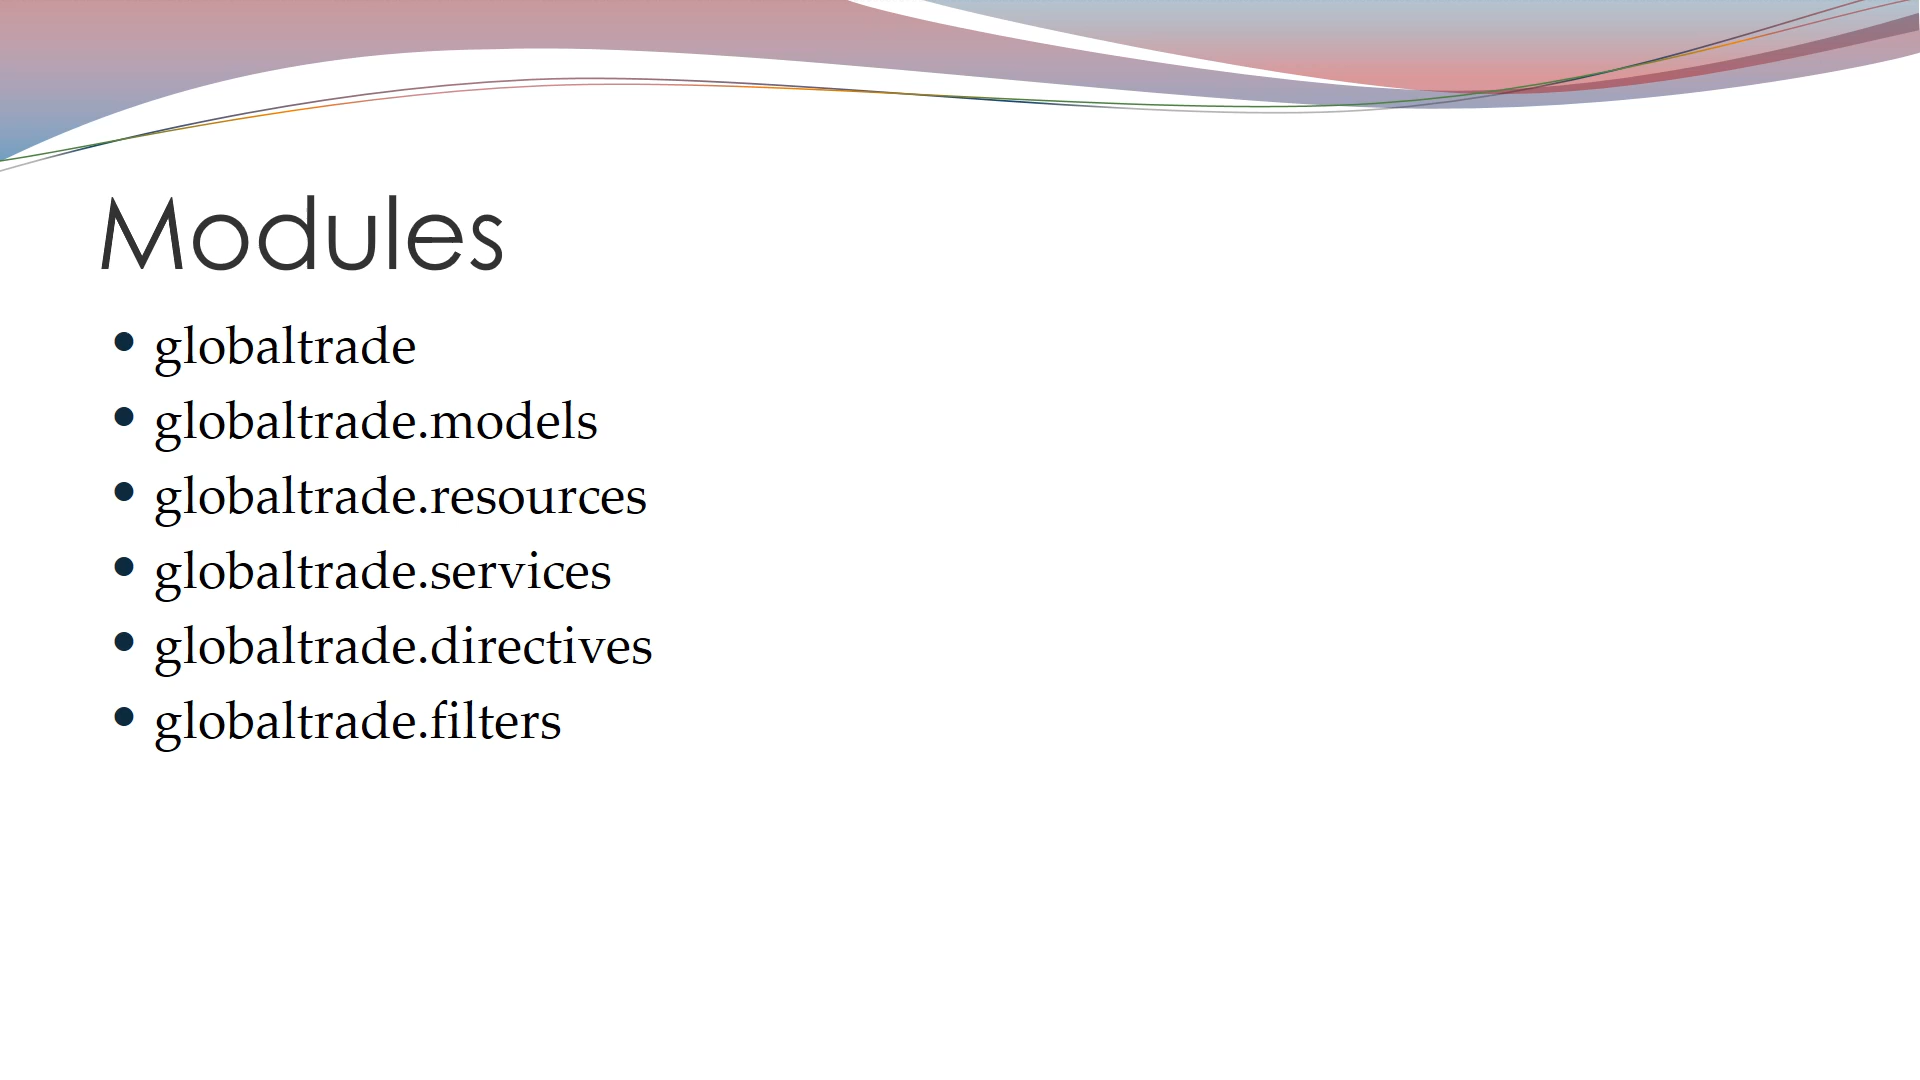 Modules
• globaltrade
• globaltrade.models
• globaltrade.resources
• globaltrade.services
• globaltrade.directives
• globaltrade.filters